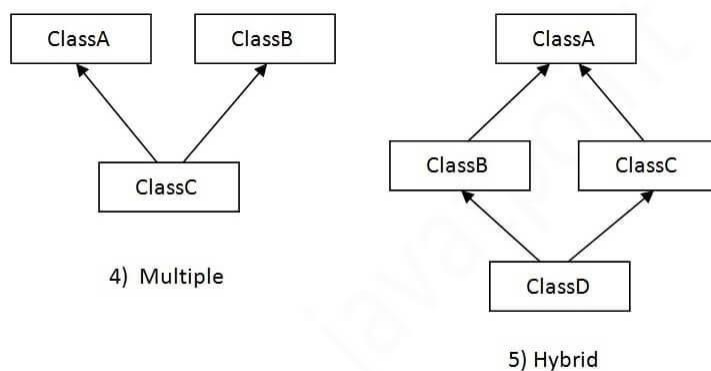 ClassA
ClassB
ClassC
4) Multiple
ClassA
ClassB
ClassC
ClassD
5) Hybrid